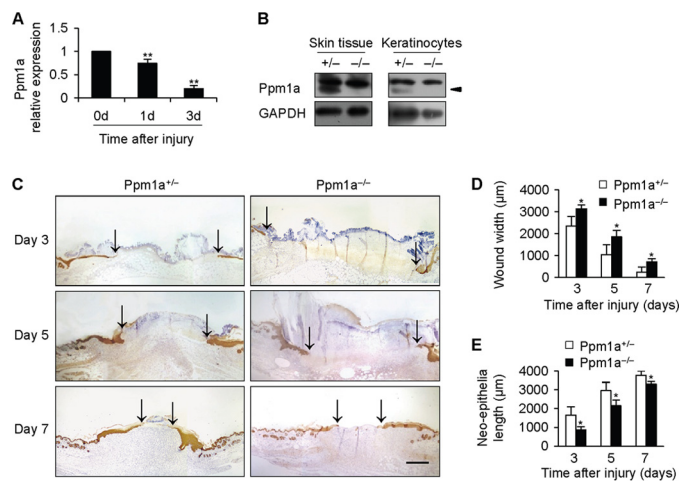 A
Ppm1a
relative expression
1.5
1
0.5
0
**
**
0d 1d 3d
Time after injury
B
Skin tissue Keratinocytes
+/– –/– +/– –/–
Ppm1a
GAPDH
C
Ppm1a+/– Ppm1a–/–
Day 3
Day 5
Day 7
D
Ppm1a+/–
Ppm1a–/–
Wound width (μm)
4000
3000
2000
1000
0
* * *
3 5 7
Time after injury (days)
E
Ppm1a+/–
Ppm1a–/–
Neo-epithelia
length (μm)
4000
3000
2000
1000
0
* * *
3 5 7
Time after injury (days)